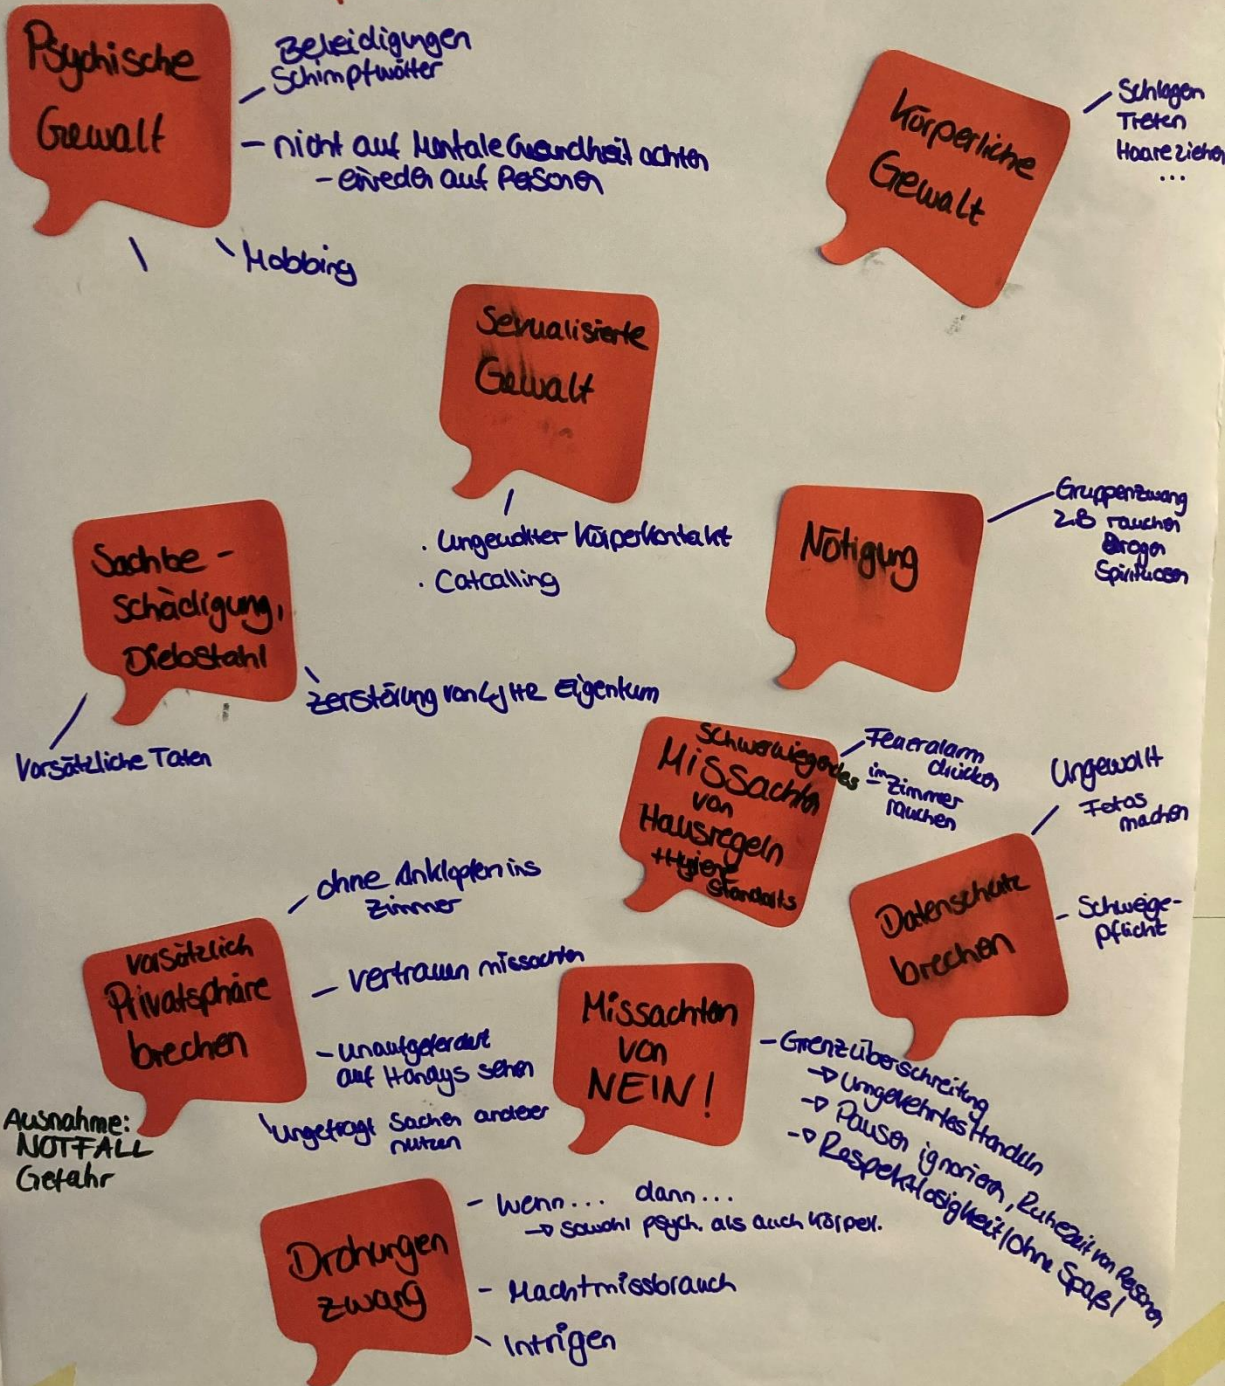 Psychische
Gewalt
Beleidigungen
Schimpfwörter
- nicht auf Mentale Gesundheit achten
- einreden auf Personen
Mobbing
Körperliche
Gewalt
Schlagen
Treten
Haare ziehen
...
Sexualisierte
Gewalt
· ungewollter Körperkontakt
· Catcalling
Nötigung
Gruppenzwang
z.B rauchen
Drogen
Spirituosen
Sachbe-
schädigung,
Diebstahl
Zerstörung von Eigentum
Vorsätzliche Taten
Schwerwiegendes
Missachten
von
Hausregeln
+Hygiene
Standarts
Feueralarm
drücken
im Zimmer
rauchen
Datenschutz
brechen
Ungewollt
Fotos
machen
- Schweige-
pflicht
vorsätzlich
Privatsphäre
brechen
ohne Anklopfen ins
Zimmer
- vertrauen missachten
- unaufgefordert
auf Handys sehen
ungefragt Sachen anderer
nutzen
Ausnahme:
NOTFALL
Gefahr
Missachten
von
NEIN!
- Grenzüberschreitung
→ umgekehrtes Handeln
→ Pausen ignorieren, Ruhezeit von Personen
→ Respektlosigkeit (Ohne Spaß!
Drohungen
zwang
- wenn... dann...
→ sowohl psych. als auch körper.
- Machtmissbrauch
- Intrigen